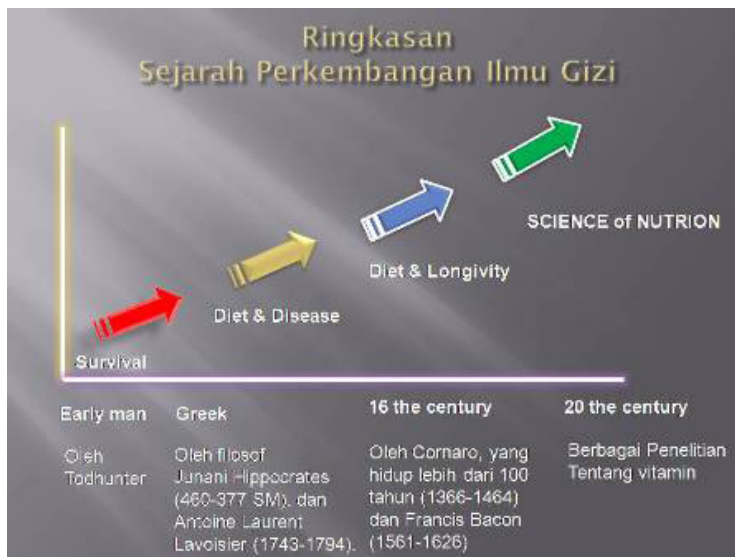 Ringkasan
Sejarah Perkembangan Ilmu Gizi
SCIENCE of NUTRION
Diet & Longivity
Diet & Disease
Survival
Early man
Oleh
Todhunter
Greek
Oleh filosof
Junani Hippocrates
(460-377 SM). dan
Antoine Laurent
Lavoisier (1743-1794).
16 the century
Oleh Cornaro, yang
hidup lebih dari 100
tahun (1366-1464)
dan Francis Bacon
(1561-1626)
20 the century
Berbagai Penelitian
Tentang vitamin